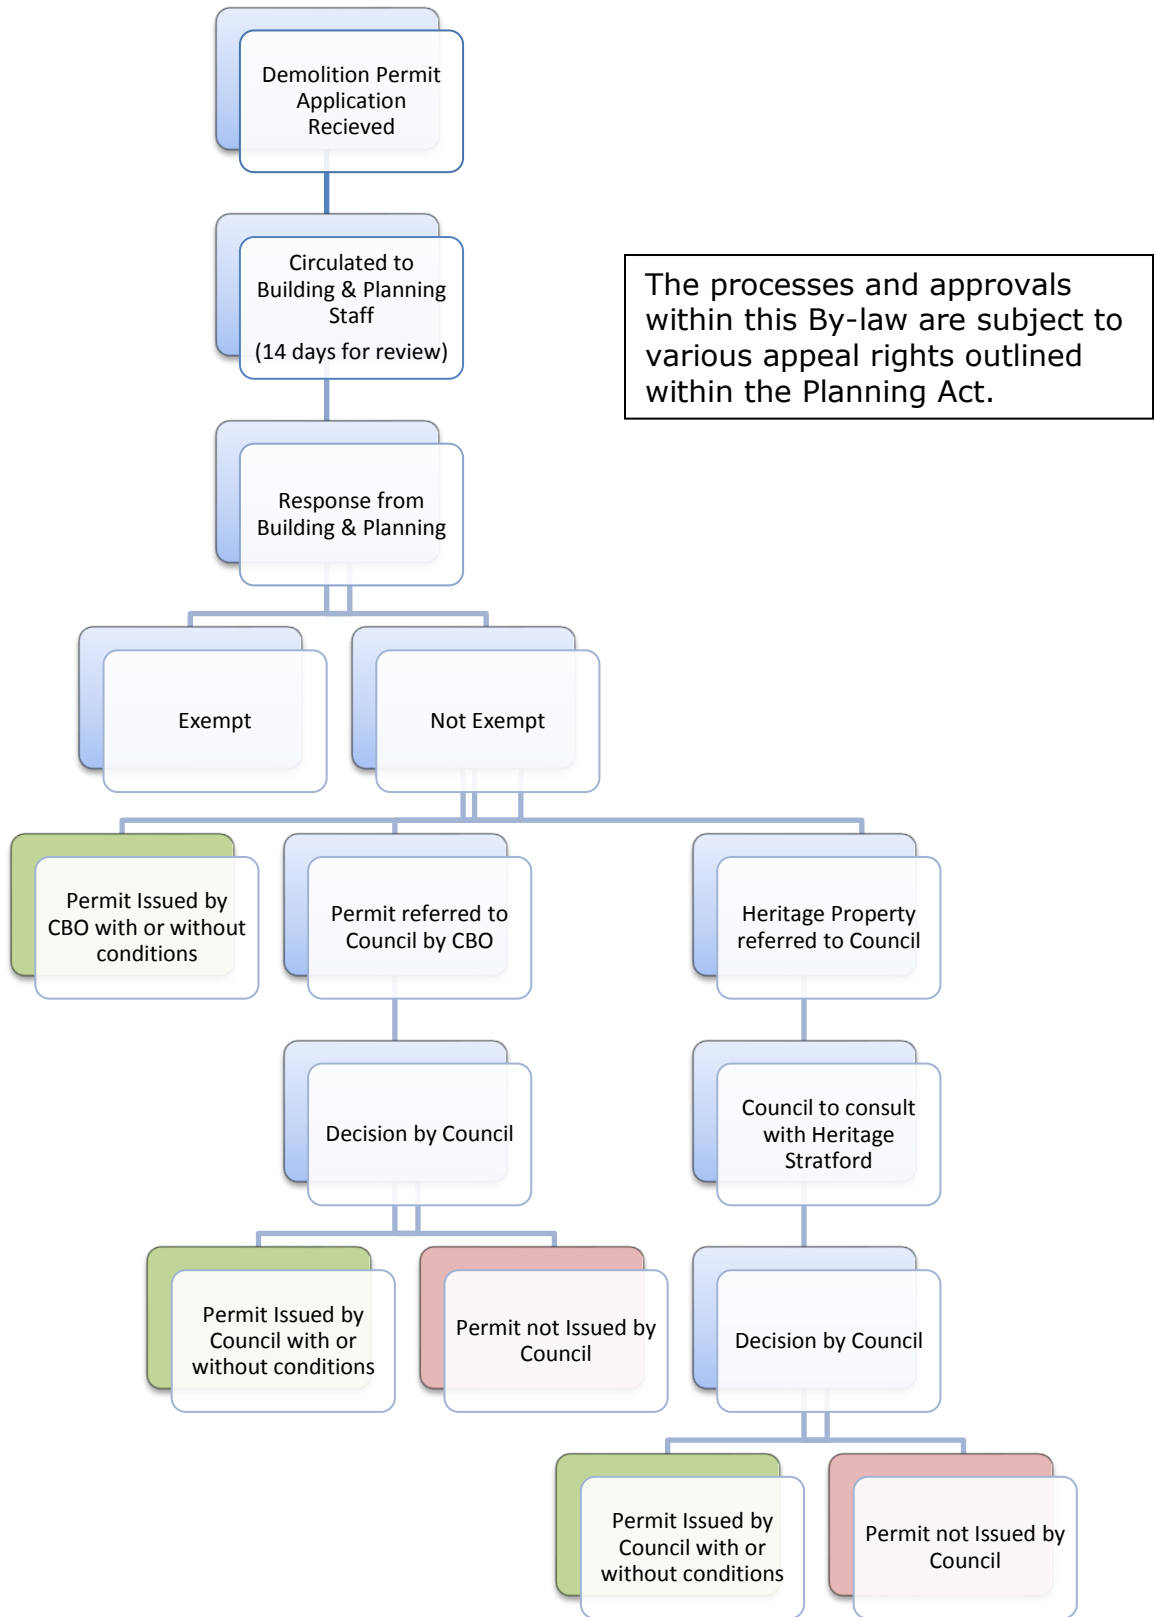 Demolition Permit
Application
Recieved
Circulated to
Building & Planning
Staff
(14 days for review)
The processes and approvals
within this By-law are subject to
various appeal rights outlined
within the Planning Act.
Response from
Building & Planning
Exempt
Not Exempt
Permit Issued by
CBO with or without
conditions
Permit referred to
Council by CBO
Heritage Property
referred to Council
Decision by Council
Council to consult
with Heritage
Stratford
Permit Issued by
Council with or
without conditions
Permit not Issued by
Council
Decision by Council
Permit Issued by
Council with or
without conditions
Permit not Issued by
Council